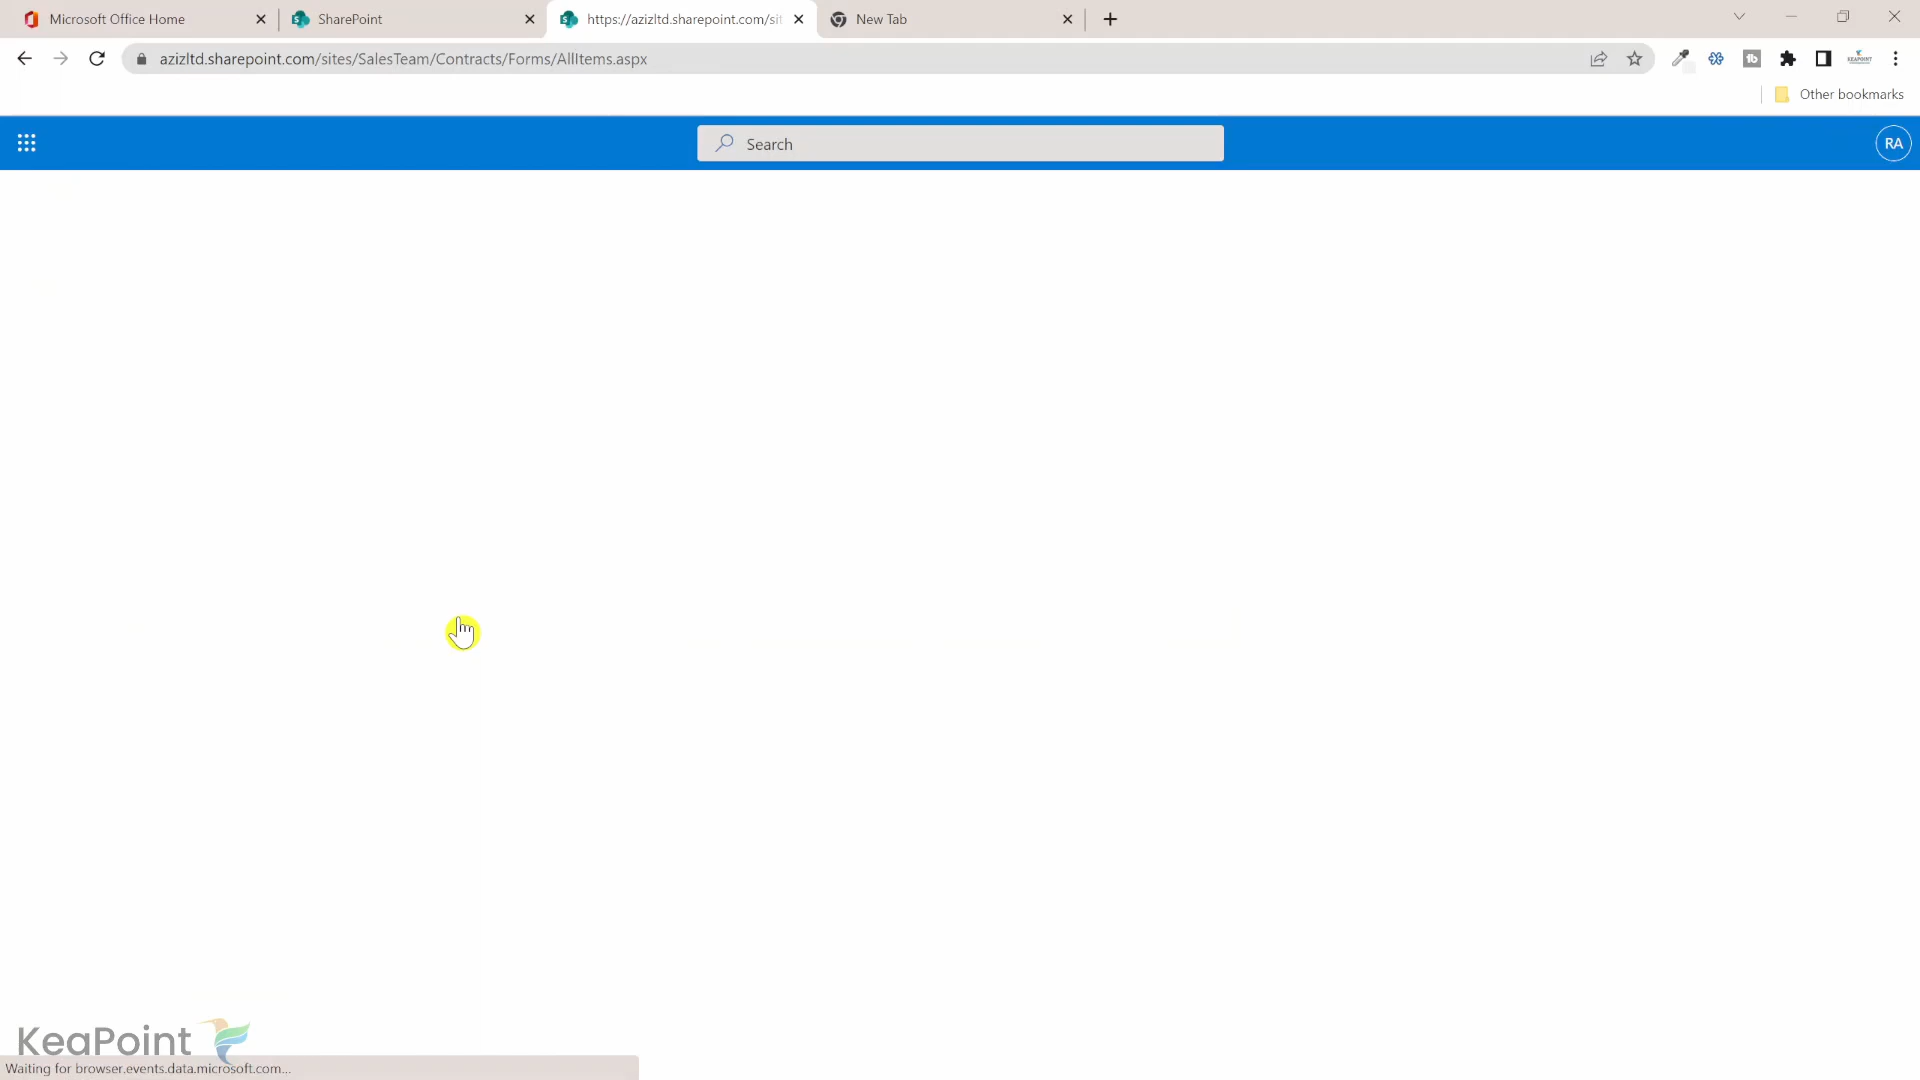 Microsoft Office Home
SharePoint
https://azizltd.sharepoint.com/sit
New Tab
azizltd.sharepoint.com/sites/SalesTeam/Contracts/Forms/AllItems.aspx
KEAPOINT
Other bookmarks
Search
RA
KeaPoint
Waiting for browser.events.data.microsoft.com...